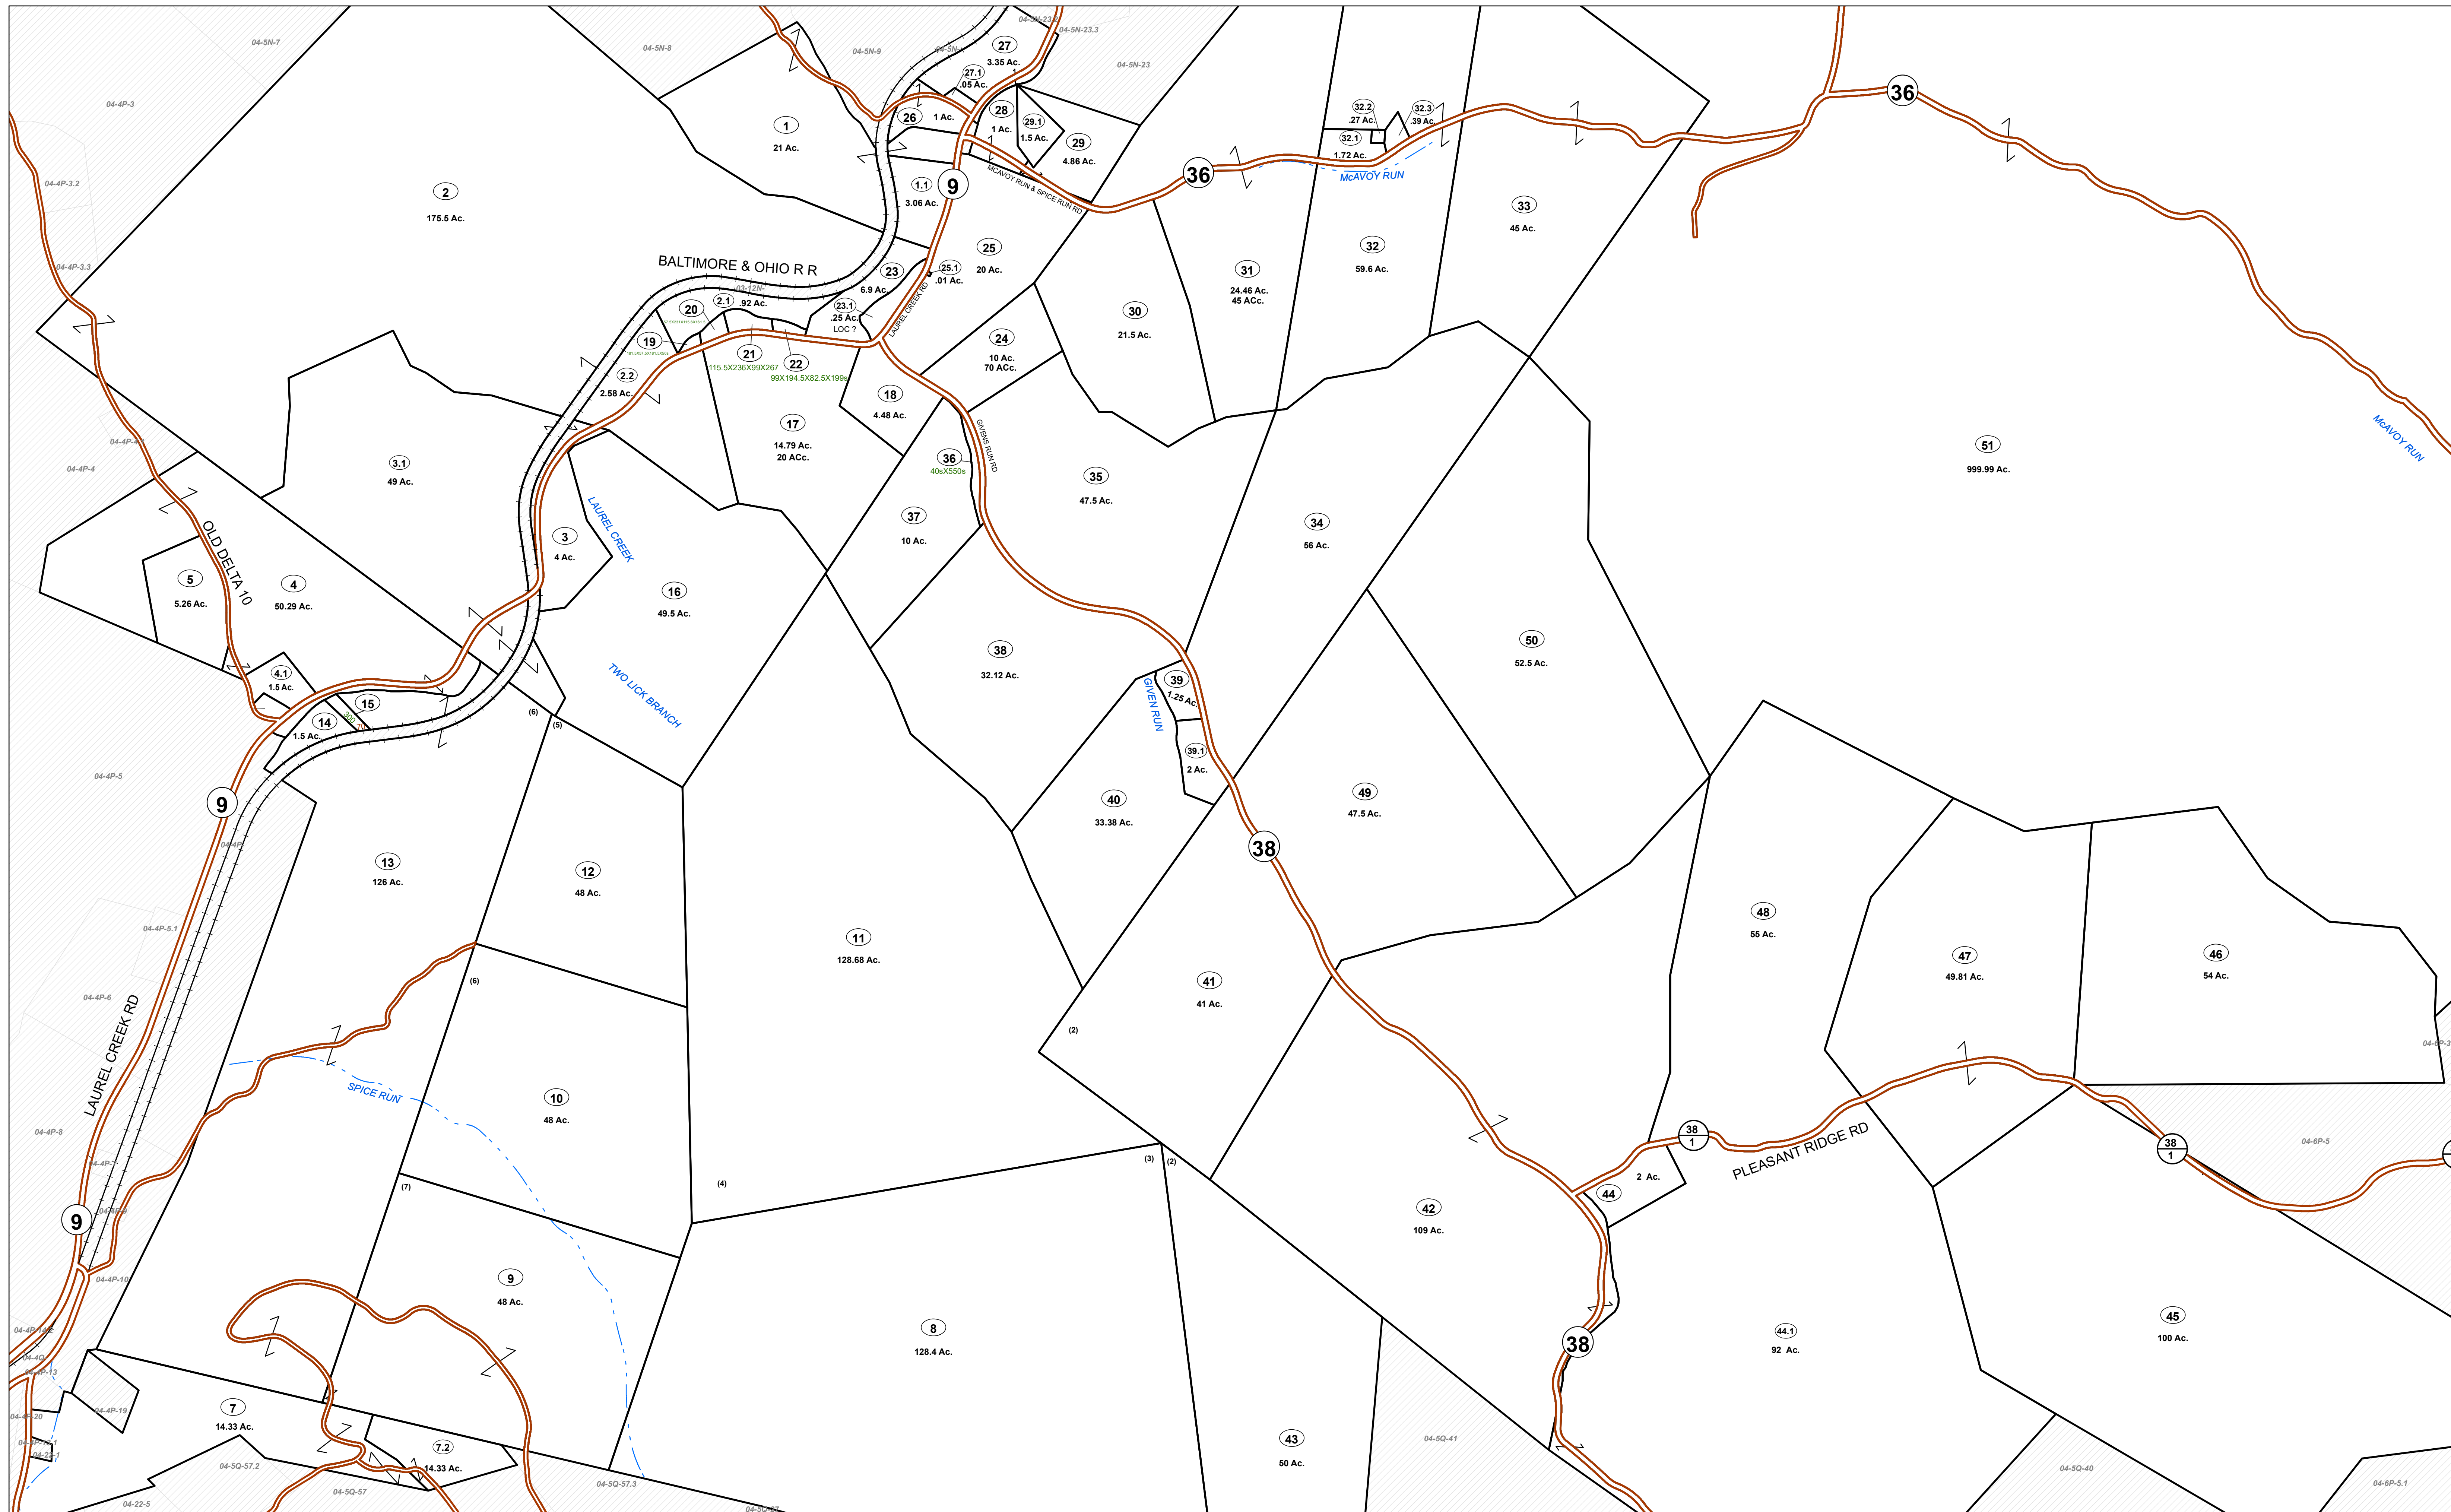 04-5N-7
04-5N-8
04-5N-9
04-5N-23.2
04-5N-23.3
04-5N-23
04-4P-3
04-4P-3.2
04-4P-3.3
04-4P-4
27
3.35 Ac.
27.1
.05 Ac.
26
1 Ac.
28
1 Ac.
29.1
1.5 Ac.
29
4.86 Ac.
1
21 Ac.
1.1
3.06 Ac.
9
36
36
MCAVOY RUN & SPICE RUN RD
32.2
.27 Ac.
32.3
.39 Ac.
32.1
1.72 Ac.
McAVOY RUN
2
175.5 Ac.
33
45 Ac.
32
59.6 Ac.
31
24.46 Ac.
45 ACc.
25
20 Ac.
25.1
.01 Ac.
BALTIMORE & OHIO R R
03-12N-
23
6.9 Ac.
23.1
.25 Ac.
LOC ?
LAUREL CREEK RD
2.1
.92 Ac.
20
19
21
115.5X236X99X267
22
99X194.5X82.5X199s
2.2
2.58 Ac.
30
21.5 Ac.
24
10 Ac.
70 ACc.
18
4.48 Ac.
17
14.79 Ac.
20 ACc.
GIVENS RUN RD
36
40sX550s
35
47.5 Ac.
37
10 Ac.
51
999.99 Ac.
McAVOY RUN
3.1
49 Ac.
LAUREL CREEK
3
4 Ac.
34
56 Ac.
OLD DELTA 10
5
5.26 Ac.
4
50.29 Ac.
16
49.5 Ac.
TWO LICK BRANCH
38
32.12 Ac.
50
52.5 Ac.
4.1
1.5 Ac.
15
300
14
1.5 Ac.
(6)
(5)
GIVEN RUN
39
1.25 Ac.
39.1
2 Ac.
40
33.38 Ac.
49
47.5 Ac.
04-4P-5
9
04-4P
38
13
126 Ac.
12
48 Ac.
04-4P-5.1
11
128.68 Ac.
48
55 Ac.
47
49.81 Ac.
46
54 Ac.
04-4P-6
LAUREL CREEK RD
(6)
41
41 Ac.
(2)
SPICE RUN
10
48 Ac.
04-4P-8
38
1
PLEASANT RIDGE RD
38
1
04-6P-5
(7)
(4)
(3)
(2)
44
2 Ac.
42
109 Ac.
9
04-4P-10
9
48 Ac.
8
128.4 Ac.
38
44.1
92 Ac.
45
100 Ac.
04-4Q
04-4P-13
04-4P-19
04-4P-20
7
14.33 Ac.
7.2
14.33 Ac.
43
50 Ac.
04-5Q-41
04-5Q-40
04-6P-5.1
04-5Q-57.2
04-5Q-57
04-5Q-57.3
04-22-5